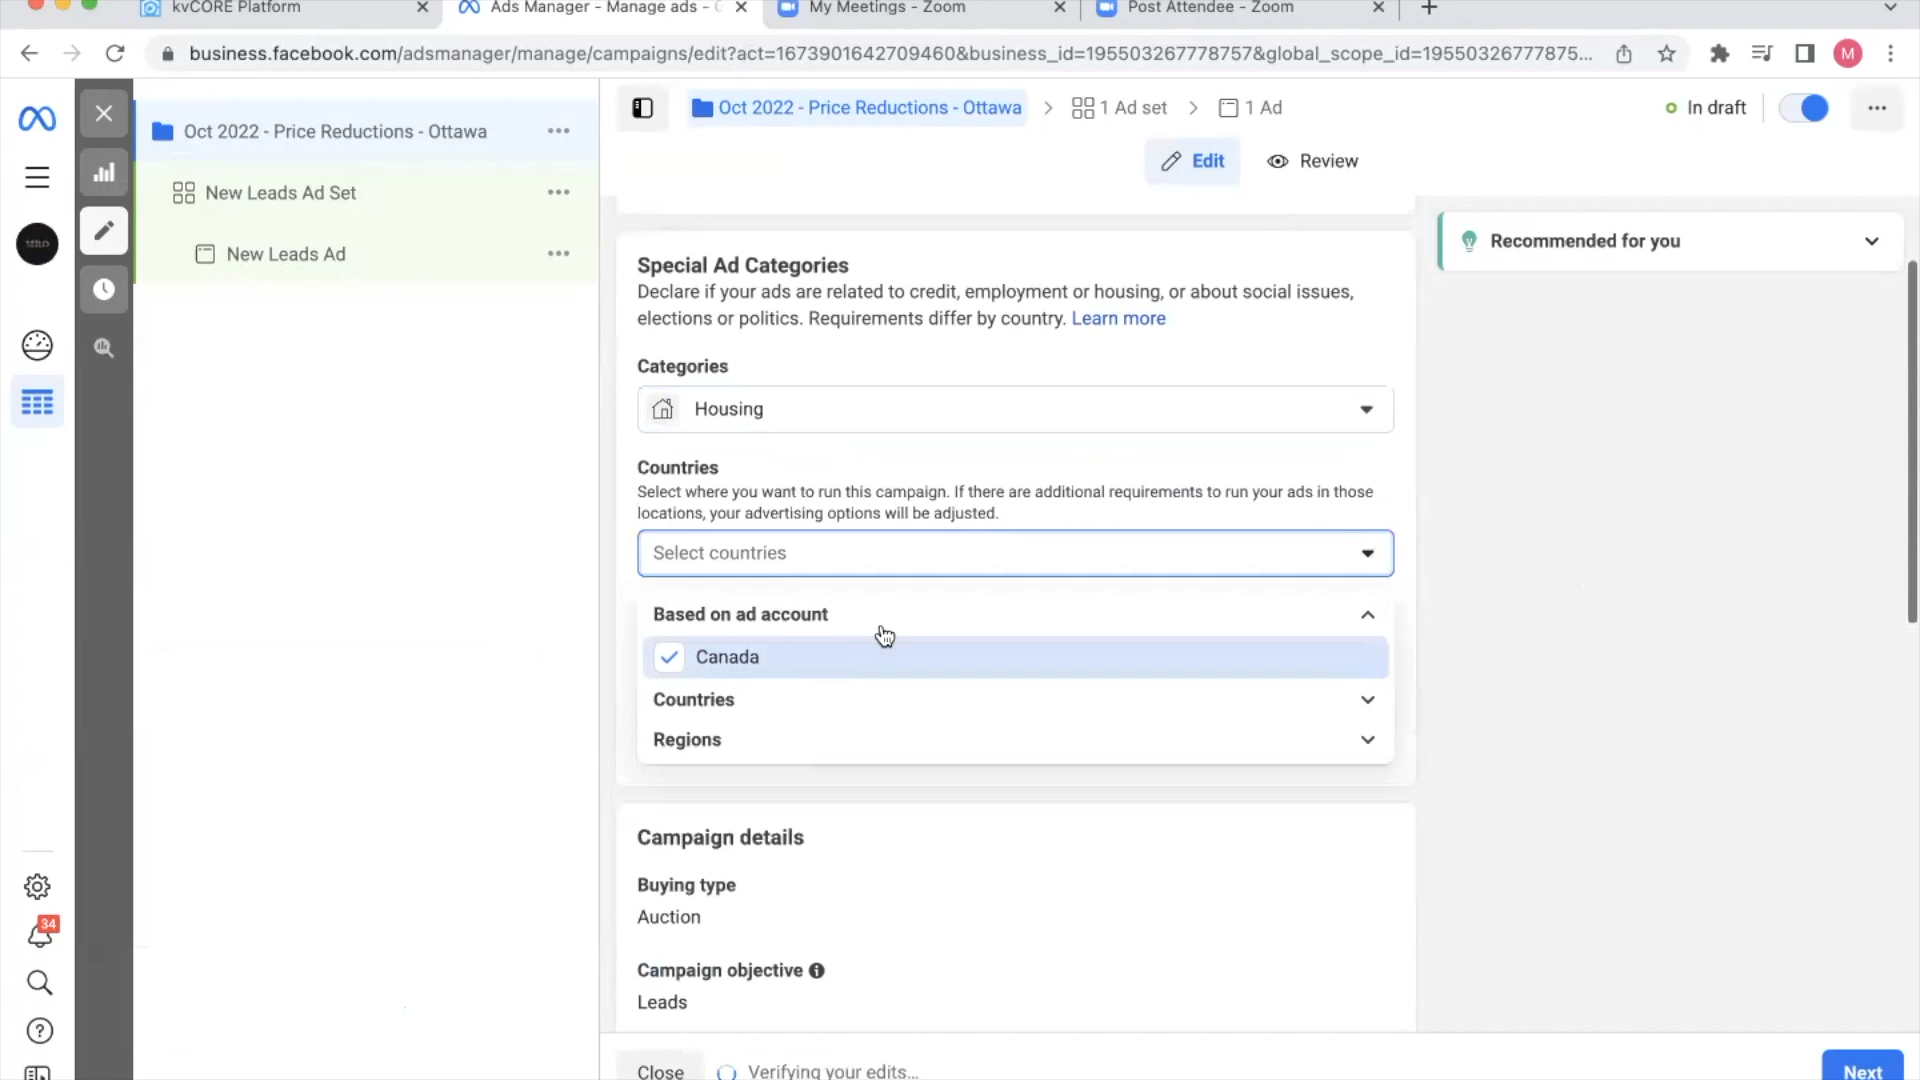 kvCORE Platform
Ads Manager - Manage ads -
My Meetings - Zoom
Post Attendee - Zoom
business.facebook.com/adsmanager/manage/campaigns/edit?act=1673901642709460&business_id=195503267778757&global_scope_id=19550326777875...
M
Oct 2022 - Price Reductions - Ottawa
1 Ad set
1 Ad
In draft
Oct 2022 - Price Reductions - Ottawa
Edit
Review
New Leads Ad Set
New Leads Ad
Recommended for you
Special Ad Categories
Declare if your ads are related to credit, employment or housing, or about social issues,
elections or politics. Requirements differ by country. Learn more
Categories
Housing
Countries
Select where you want to run this campaign. If there are additional requirements to run your ads in those
locations, your advertising options will be adjusted.
Select countries
Based on ad account
Canada
Countries
Regions
Campaign details
Buying type
Auction
34
Campaign objective
Leads
Close
Verifying your edits...
Next